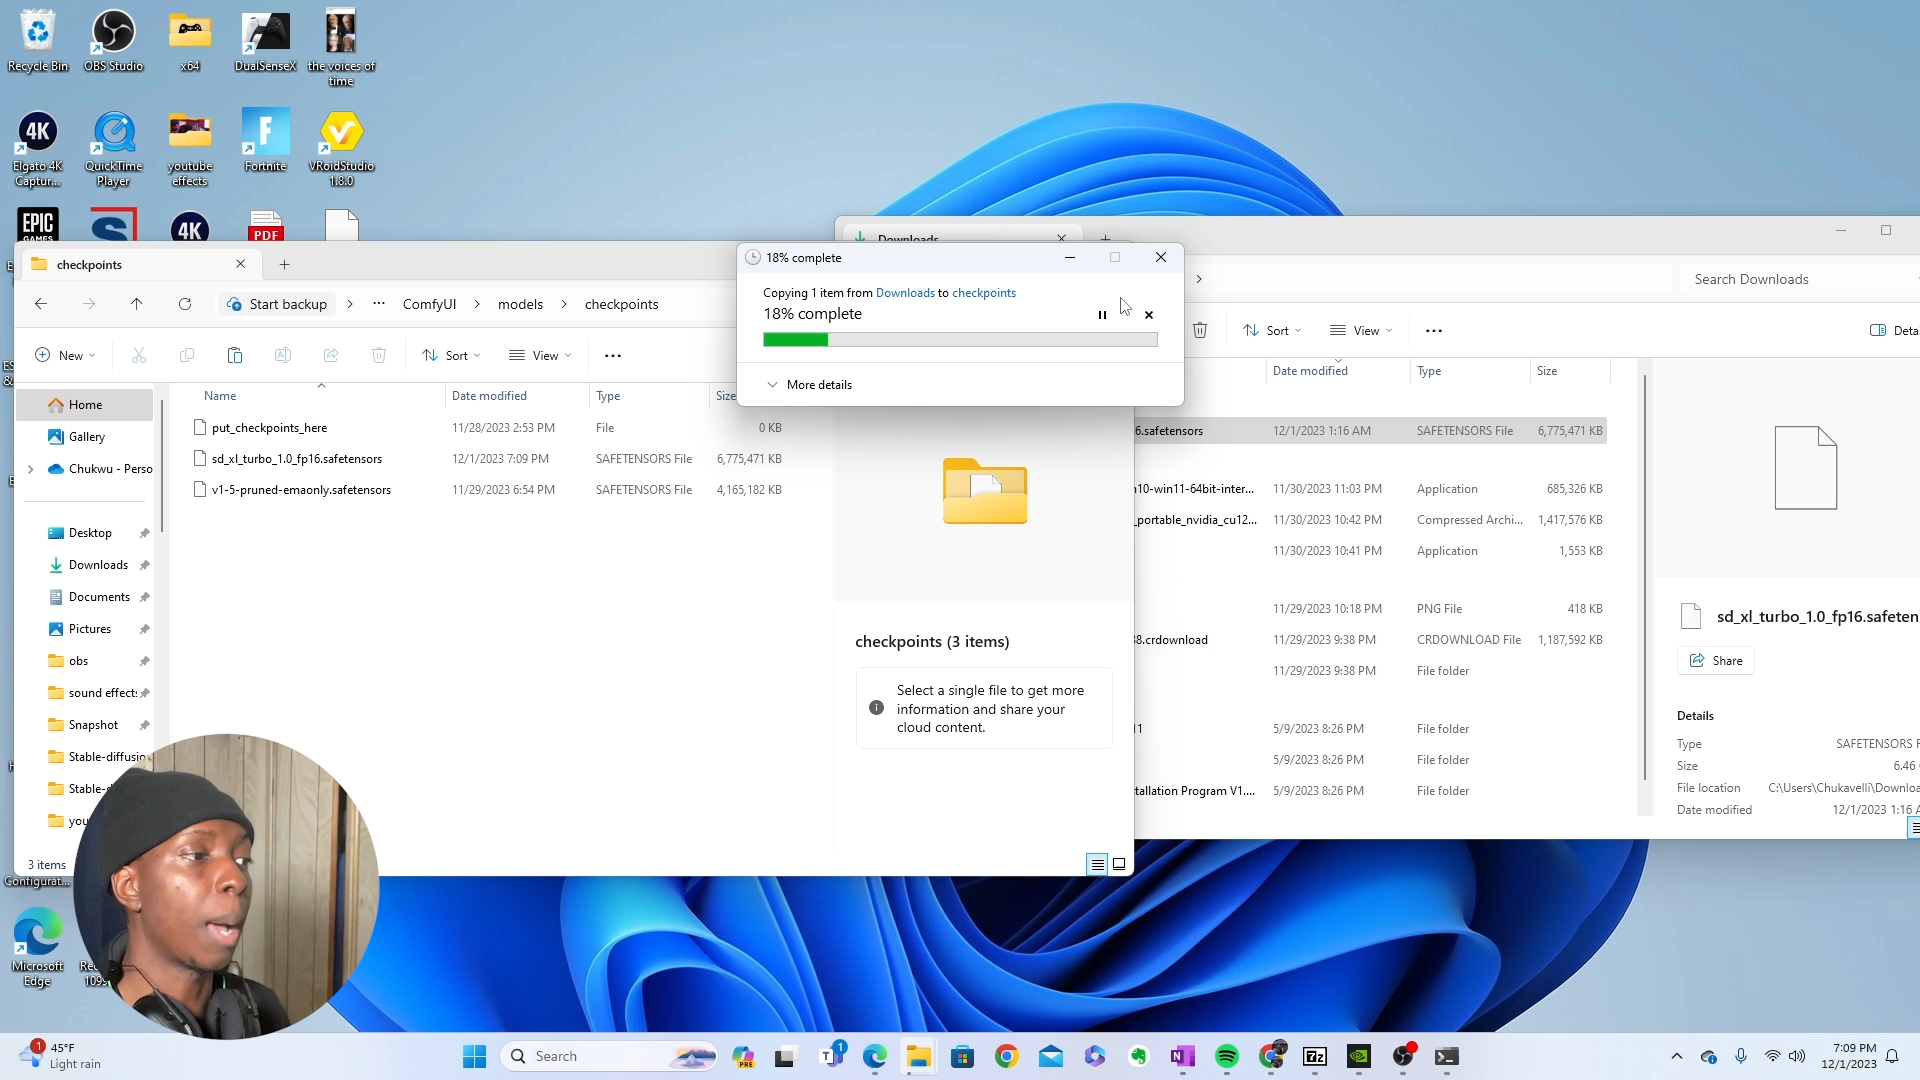 Recycle Bin
OBS Studio
x64
DualSenseX
the voices of
time
4K
Elgato 4K
Captur...
QuickTime
Player
youtube
effects
F
Fortnite
VRoidStudio
1.8.0
EPIC
GAMES
S
4K
PDF
checkpoints
Start backup
ComfyUI
models
checkpoints
New
Sort
View
Name
Date modified
Type
Size
put_checkpoints_here
11/28/2023 2:53 PM
File
0 KB
sd_xl_turbo_1.0_fp16.safetensors
12/1/2023 7:09 PM
SAFETENSORS File
6,775,471 KB
v1-5-pruned-emaonly.safetensors
11/29/2023 6:54 PM
SAFETENSORS File
4,165,182 KB
Home
Gallery
Chukwu - Perso
Desktop
Downloads
Documents
Pictures
obs
sound effects
Snapshot
Stable-diffusio
Stable-d
you
3 items
checkpoints (3 items)
Select a single file to get more
information and share your
cloud content.
18% complete
Copying 1 item from Downloads to checkpoints
18% complete
More details
Downloads
Search Downloads
Sort
View
Detai
Date modified
Type
Size
6.safetensors
12/1/2023 1:16 AM
SAFETENSORS File
6,775,471 KB
10-win11-64bit-inter...
11/30/2023 11:03 PM
Application
685,326 KB
_portable_nvidia_cu12...
11/30/2023 10:42 PM
Compressed Archi...
1,417,576 KB
11/30/2023 10:41 PM
Application
1,553 KB
11/29/2023 10:18 PM
PNG File
418 KB
8.crdownload
11/29/2023 9:38 PM
CRDOWNLOAD File
1,187,592 KB
11/29/2023 9:38 PM
File folder
11
5/9/2023 8:26 PM
File folder
5/9/2023 8:26 PM
File folder
tallation Program V1....
5/9/2023 8:26 PM
File folder
sd_xl_turbo_1.0_fp16.safeten
Share
Details
Type
SAFETENSORS F
Size
6.46
File location
C:\Users\Chukavelli\Downloa
Date modified
12/1/2023 1:16 A
Configurat...
Microsoft
Edge
Rec
109
1
45°F
Light rain
Search
PRE
1
7z
7:09 PM
12/1/2023